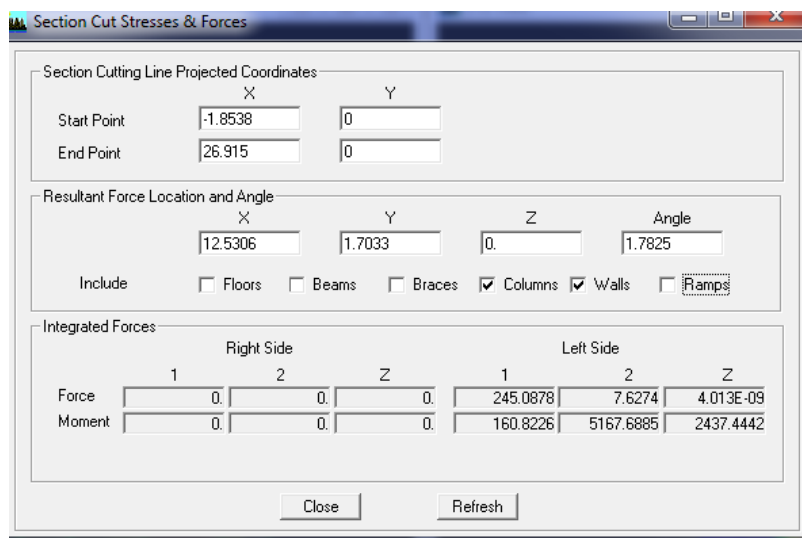 Section Cut Stresses & Forces
Section Cutting Line Projected Coordinates
X Y
Start Point -1.8538 0
End Point 26.915 0
Resultant Force Location and Angle
X Y Z Angle
12.5306 1.7033 0. 1.7825
Include Floors Beams Braces Columns Walls Ramps
Integrated Forces
Right Side Left Side
1 2 Z 1 2 Z
Force 0. 0. 0. 245.0878 7.6274 4.013E-09
Moment 0. 0. 0. 160.8226 5167.6885 2437.4442
Close Refresh